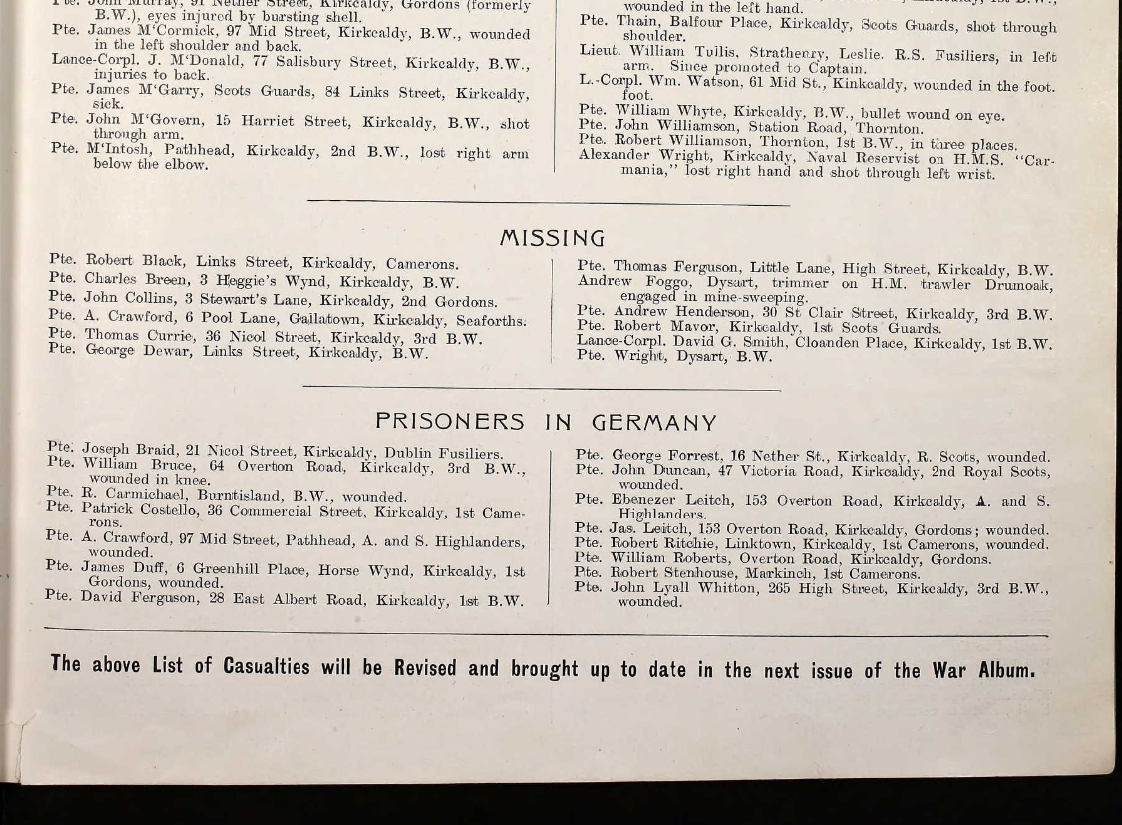 Pte. John Murray, 91 Nether Street, Kirkcaldy, Gordons (formerly
B.W.), eyes injured by bursting shell.
Pte. James M'Cormick, 97 Mid Street, Kirkcaldy, B.W., wounded
in the left shoulder and back.
Lance-Corpl. J. M'Donald, 77 Salisbury Street, Kirkcaldy, B.W.,
injuries to back.
Pte. James M'Garry, Scots Guards, 84 Links Street, Kirkcaldy,
sick.
Pte. John M'Govern, 15 Harriet Street, Kirkcaldy, B.W., shot
through arm.
Pte. M'Intosh, Pathhead, Kirkcaldy, 2nd B.W., lost right arm
below the elbow.
wounded in the left hand.
Pte. Thain, Balfour Place, Kirkcaldy, Scots Guards, shot through
shoulder.
Lieut. William Tullis, Strathenry, Leslie. R.S. Fusiliers, in left
arm. Since promoted to Captain.
L.-Corpl. Wm. Watson, 61 Mid St., Kinkcaldy, wounded in the foot.
foot.
Pte. William Whyte, Kirkcaldy, B.W., bullet wound on eye.
Pte. John Williamson, Station Road, Thornton.
Pte. Robert Williamson, Thornton, 1st B.W., in three places.
Alexander Wright, Kirkcaldy, Naval Reservist on H.M.S. "Car-
mania," lost right hand and shot through left wrist.
MISSING
Pte. Robert Black, Links Street, Kirkcaldy, Camerons.
Pte. Charles Breen, 3 Heggie's Wynd, Kirkcaldy, B.W.
Pte. John Collins, 3 Stewart's Lane, Kirkcaldy, 2nd Gordons.
Pte. A. Crawford, 6 Pool Lane, Gallatown, Kirkcaldy, Seaforths.
Pte. Thomas Currie, 36 Nicol Street, Kirkcaldy, 3rd B.W.
Pte. George Dewar, Links Street, Kirkcaldy, B.W.
Pte. Thomas Ferguson, Little Lane, High Street, Kirkcaldy, B.W.
Andrew Foggo, Dysart, trimmer on H.M. trawler Drumoak,
engaged in mine-sweeping.
Pte. Andrew Henderson, 30 St Clair Street, Kirkcaldy, 3rd B.W.
Pte. Robert Mavor, Kirkcaldy, 1st Scots Guards.
Lance-Corpl. David G. Smith, Cloanden Place, Kirkcaldy, 1st B.W.
Pte. Wright, Dysart, B.W.
PRISONERS IN GERMANY
Pte. Joseph Braid, 21 Nicol Street, Kirkcaldy, Dublin Fusiliers.
Pte. William Bruce, 64 Overton Road, Kirkcaldy, 3rd B.W.,
wounded in knee.
Pte. R. Carmichael, Burntisland, B.W., wounded.
Pte. Patrick Costello, 36 Commercial Street, Kirkcaldy, 1st Came-
rons.
Pte. A. Crawford, 97 Mid Street, Pathhead, A. and S. Highlanders,
wounded.
Pte. James Duff, 6 Greenhill Place, Horse Wynd, Kirkcaldy, 1st
Gordons, wounded.
Pte. David Ferguson, 28 East Albert Road, Kirkcaldy, 1st B.W.
Pte. George Forrest, 16 Nether St., Kirkcaldy, R. Scots, wounded.
Pte. John Duncan, 47 Victoria Road, Kirkcaldy, 2nd Royal Scots,
wounded.
Pte. Ebenezer Leitch, 153 Overton Road, Kirkcaldy, A. and S.
Highlanders.
Pte. Jas. Leitch, 153 Overton Road, Kirkcaldy, Gordons; wounded.
Pte. Robert Ritchie, Linktown, Kirkcaldy, 1st Camerons, wounded.
Pte. William Roberts, Overton Road, Kirkcaldy, Gordons.
Pte. Robert Stenhouse, Markinch, 1st Camerons.
Pte. John Lyall Whitton, 265 High Street, Kirkcaldy, 3rd B.W.,
wounded.
The above List of Casualties will be Revised and brought up to date in the next issue of the War Album.